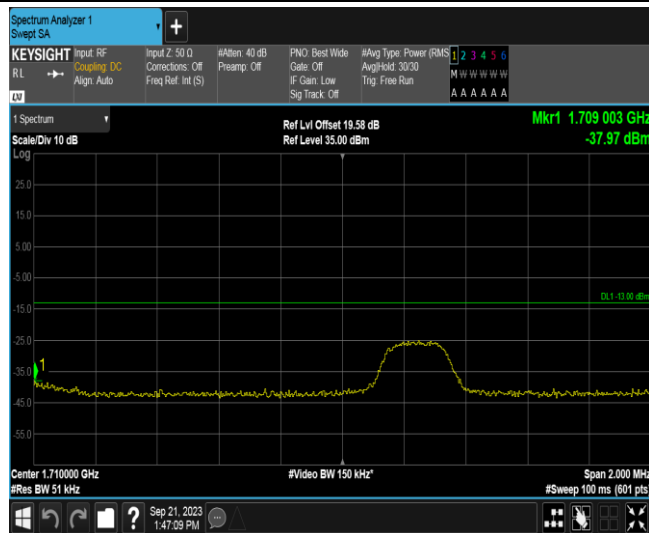 Spectrum Analyzer 1
Swept SA
KEYSIGHT
RL
Input: RF
Coupling: DC
Align: Auto
Input Z: 50 Ω
Corrections: Off
Freq Ref: Int (S)
#Atten: 40 dB
Preamp: Off
PNO: Best Wide
Gate: Off
IF Gain: Low
Sig Track: Off
#Avg Type: Power (RMS
Avg|Hold: 30/30
Trig: Free Run
1 2 3 4 5 6
M W W W W W
A A A A A A
1 Spectrum
Scale/Div 10 dB
Ref Lvl Offset 19.58 dB
Ref Level 35.00 dBm
Mkr1 1.709 003 GHz
-37.97 dBm
Log
25.0
15.0
5.00
-5.00
DL1 -13.00 dBm
-15.0
-25.0
1
-35.0
-45.0
-55.0
Center 1.710000 GHz
#Video BW 150 kHz*
Span 2.000 MHz
#Res BW 51 kHz
#Sweep 100 ms (601 pts)
?
Sep 21, 2023
1:47:09 PM